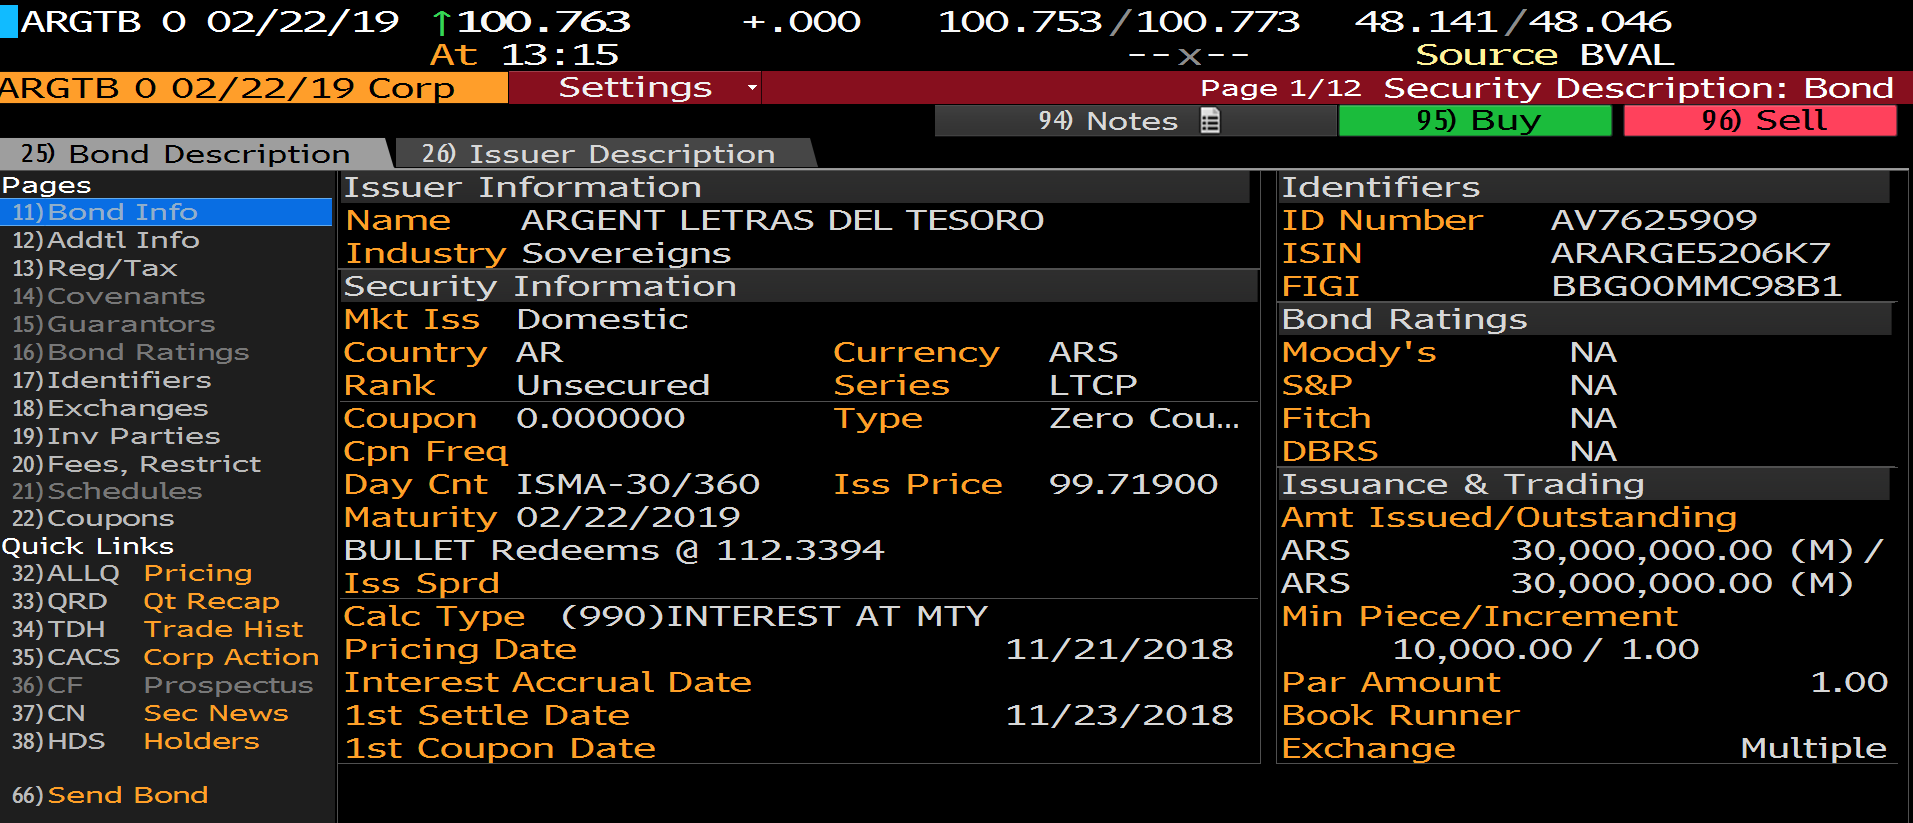 ARGTB 0 02/22/19 ↑100.763 +.000 100.753/100.773 48.141/48.046
At 13:15 --x-- Source BVAL
ARGTB 0 02/22/19 Corp Settings Page 1/12 Security Description: Bond
94) Notes 95) Buy 96) Sell
25) Bond Description 26) Issuer Description
Pages
11) Bond Info
12) Addtl Info
13) Reg/Tax
14) Covenants
15) Guarantors
16) Bond Ratings
17) Identifiers
18) Exchanges
19) Inv Parties
20) Fees, Restrict
21) Schedules
22) Coupons
Quick Links
32) ALLQ Pricing
33) QRD Qt Recap
34) TDH Trade Hist
35) CACS Corp Action
36) CF Prospectus
37) CN Sec News
38) HDS Holders
66) Send Bond
Issuer Information
Name ARGENT LETRAS DEL TESORO
Industry Sovereigns
Security Information
Mkt Iss Domestic
Country AR Currency ARS
Rank Unsecured Series LTCP
Coupon 0.000000 Type Zero Cou...
Cpn Freq
Day Cnt ISMA-30/360 Iss Price 99.71900
Maturity 02/22/2019
BULLET Redeems @ 112.3394
Iss Sprd
Calc Type (990)INTEREST AT MTY
Pricing Date 11/21/2018
Interest Accrual Date
1st Settle Date 11/23/2018
1st Coupon Date
Identifiers
ID Number AV7625909
ISIN ARARGE5206K7
FIGI BBG00MMC98B1
Bond Ratings
Moody's NA
S&P NA
Fitch NA
DBRS NA
Issuance & Trading
Amt Issued/Outstanding
ARS 30,000,000.00 (M) /
ARS 30,000,000.00 (M)
Min Piece/Increment
10,000.00 / 1.00
Par Amount 1.00
Book Runner
Exchange Multiple